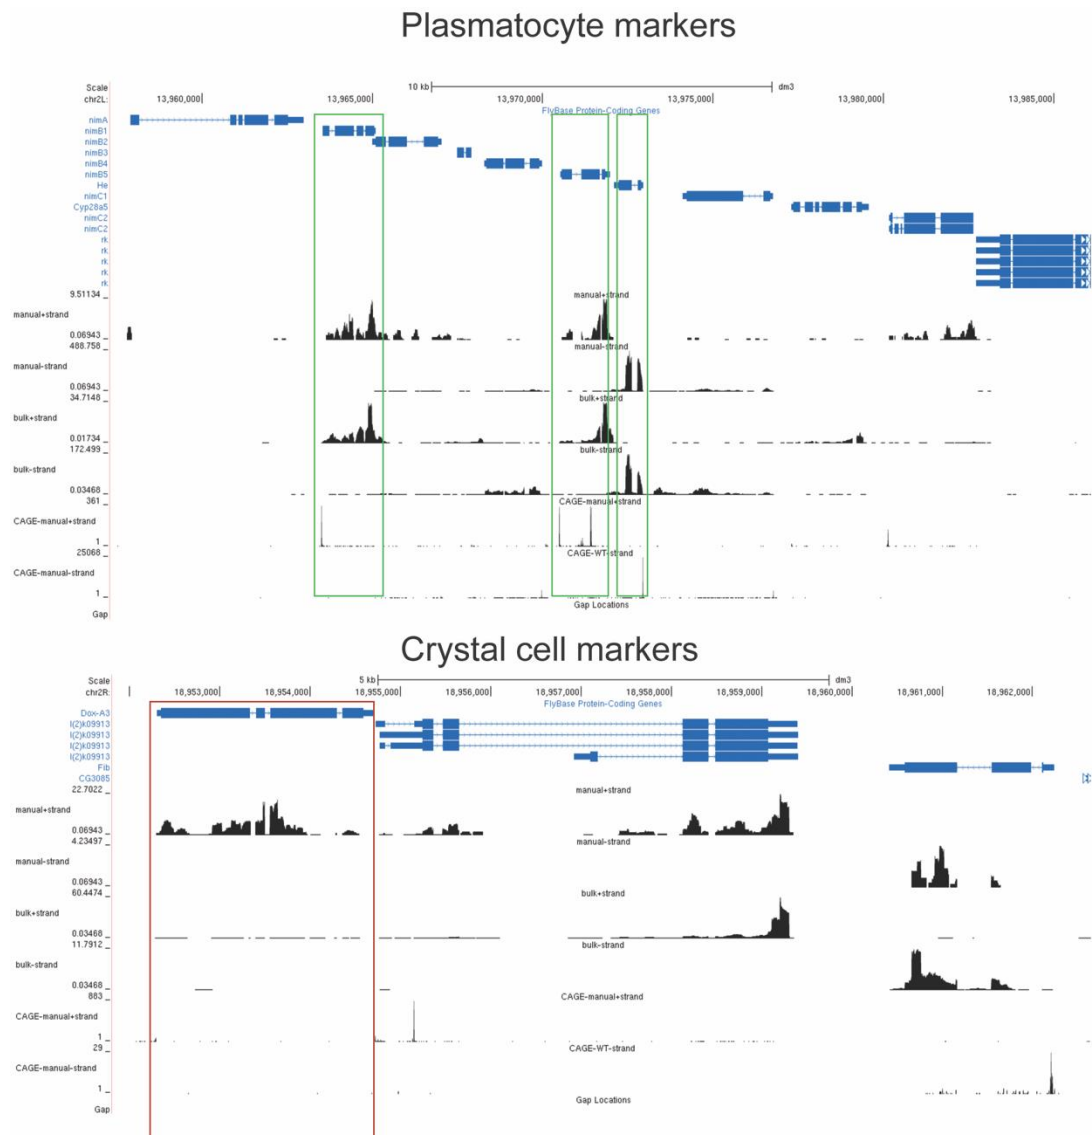 Plasmatocyte markers
Scale 10 kb dm3
chr2L: 13,960,000 13,965,000 13,970,000 13,975,000 13,980,000 13,985,000
FlyBase Protein-Coding Genes
nimA
nimB1
nimB2
nimB3
nimB4
nimB5
He
nimC1
Cyp28a5
nimC2
nimC2
rk
rk
rk
rk
rk
9.51134 manual+strand
manual+strand
0.06943
488.758 manual-strand
manual-strand
0.06943
34.7148 bulk+strand
bulk+strand
0.01734
172.499 bulk-strand
bulk-strand
0.03468
361 CAGE-manual+strand
CAGE-manual+strand
1
25068 CAGE-WT-strand
CAGE-manual-strand
1
Gap Gap Locations
Crystal cell markers
Scale 5 kb dm3
chr2R: 18,953,000 18,954,000 18,955,000 18,956,000 18,957,000 18,958,000 18,959,000 18,960,000 18,961,000 18,962,000
FlyBase Protein-Coding Genes
Dox-A3
l(2)k09913
l(2)k09913
l(2)k09913
l(2)k09913
Fib
CG3085
22.7022 manual+strand
manual+strand
0.06943
4.23497 manual-strand
manual-strand
0.06943
60.4474 bulk+strand
bulk+strand
0.03468
11.7912 bulk-strand
bulk-strand
0.03468
883 CAGE-manual+strand
CAGE-manual+strand
1
29 CAGE-WT-strand
CAGE-manual-strand
1
Gap Gap Locations